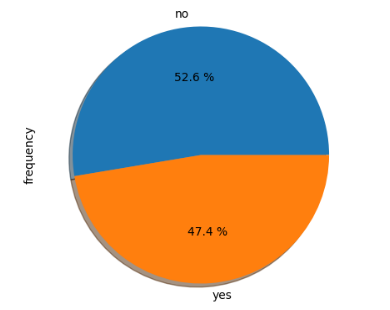 no
52.6 %
frequency
47.4 %
yes